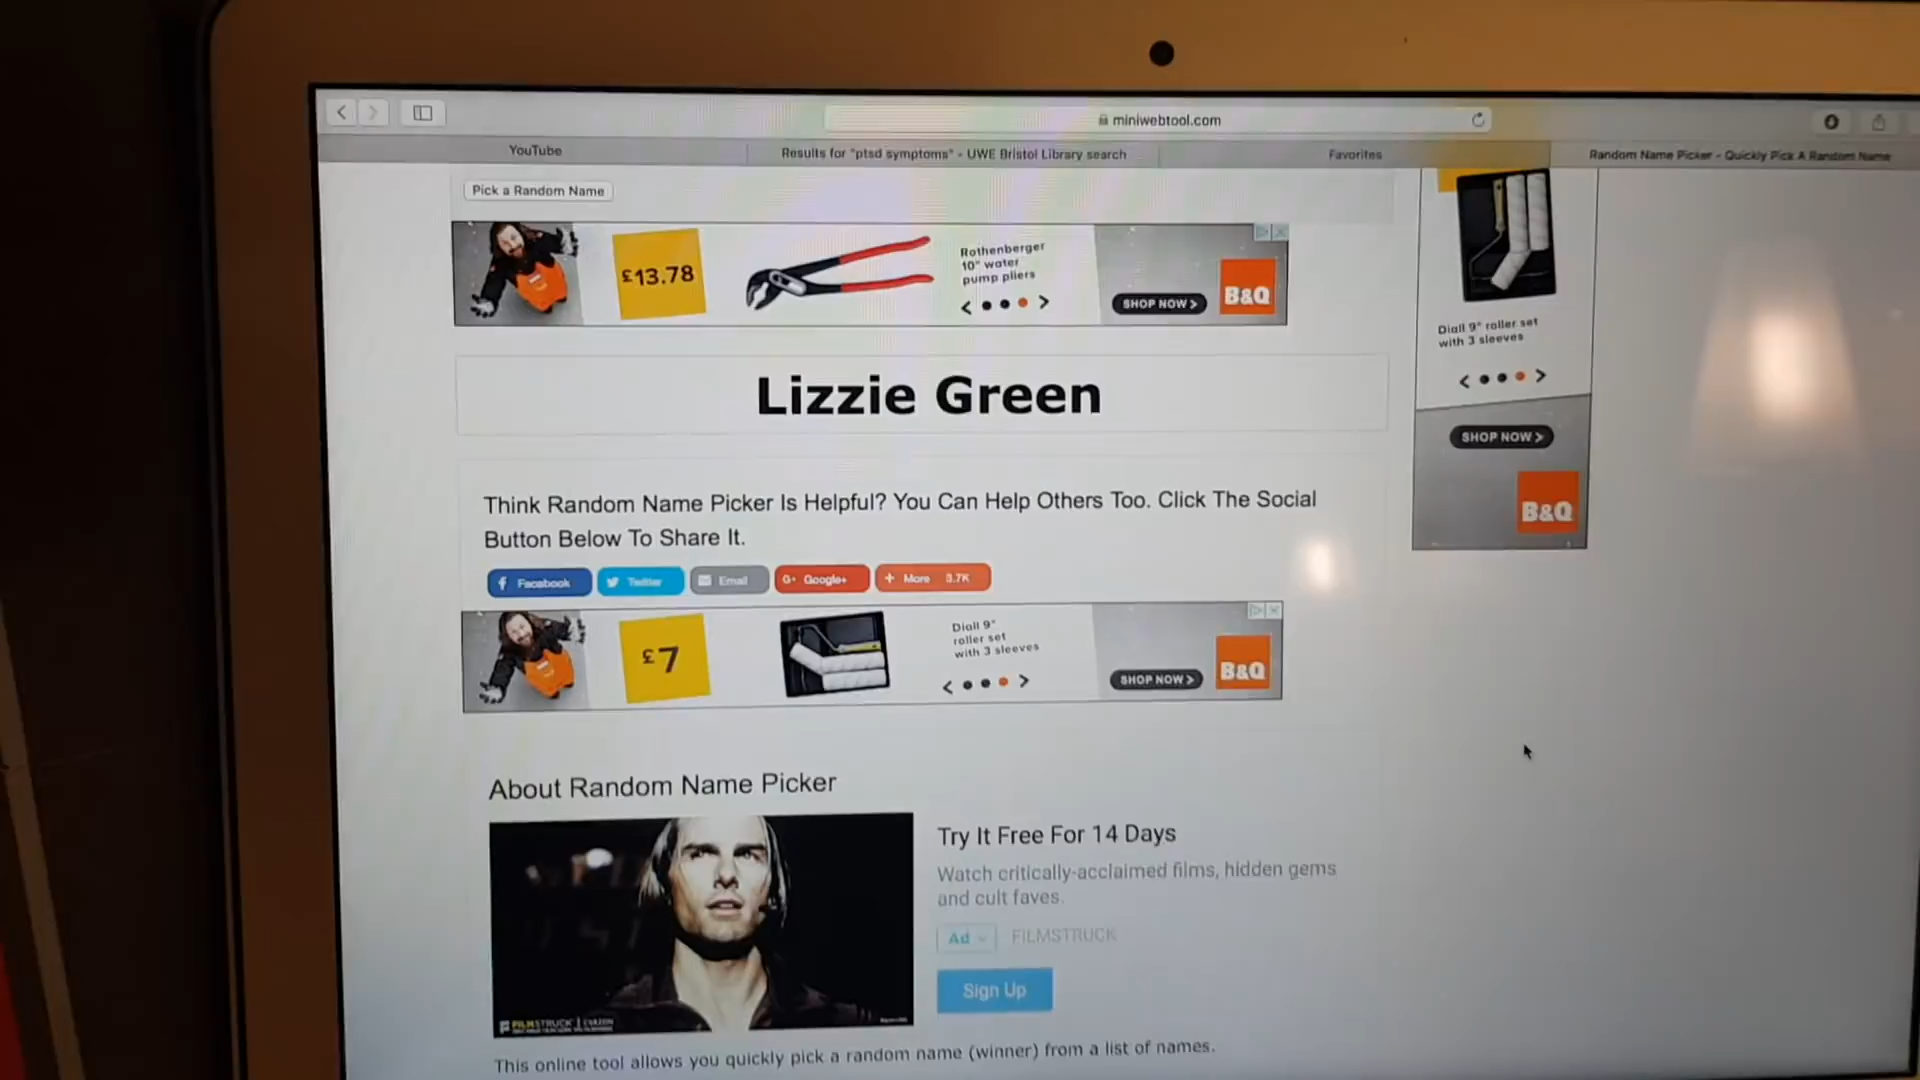 miniwebtool.com
YouTube
Results for "ptsd symptoms" - UWE Bristol Library search
Favorites
Random Name Picker - Quickly Pick A Random Name
Pick a Random Name
£13.78
Rothenberger
10" water
pump pliers
SHOP NOW >
B&Q
Diall 9" roller set
with 3 sleeves
SHOP NOW >
B&Q
Lizzie Green
Think Random Name Picker Is Helpful? You Can Help Others Too. Click The Social
Button Below To Share It.
Facebook
Twitter
Email
G+ Google+
+ More 3.7K
£7
Diall 9"
roller set
with 3 sleeves
SHOP NOW >
B&Q
About Random Name Picker
Try It Free For 14 Days
Watch critically-acclaimed films, hidden gems
and cult faves.
Ad FILMSTRUCK
Sign Up
FILMSTRUCK
This online tool allows you quickly pick a random name (winner) from a list of names.